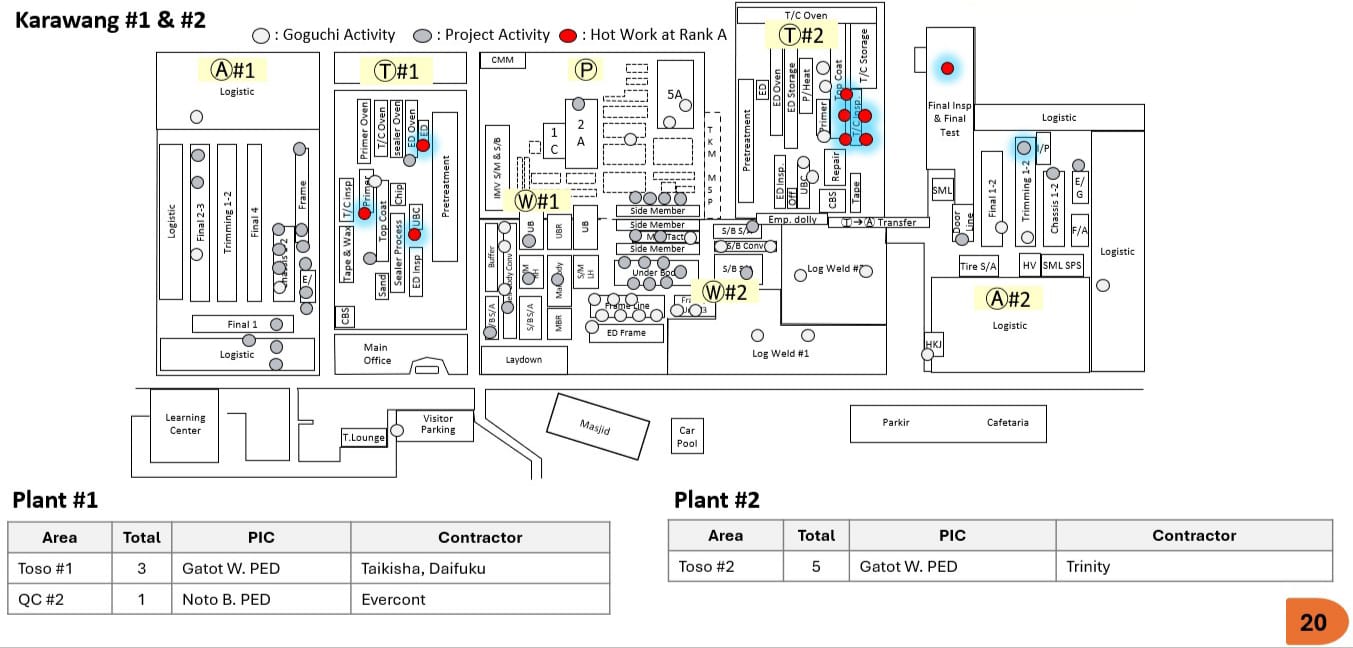 Karawang #1 & #2
: Goguchi Activity
: Project Activity
: Hot Work at Rank A
Ⓐ#1
Logistic
Logistic
Final 2-3
Trimming 1-2
Final 4
Frame
E/
Final 1
Logistic
Ⓣ#1
Primer Oven
T/C Oven
sealer Oven
ED Oven
ED
Pretreatment
T/C insp
Tape & Wax
Primer
Top Coat
Chip
Sealer Process
UBC
ED Insp
Sand
CBS
Main
Office
CMM
Ⓟ
5A
2
A
1
C
IMV S/M & S/B
T
K
M
M
S
P
Ⓦ#1
UB
UBR
UB
Buffer
S/M
LH
S/BS/A
MBR
Laydown
Side Member
Side Member
Side Member
Frame Line
ED Frame
S/B Conv
Ⓦ#2
Log Weld #1
Emp. dolly
Ⓣ→Ⓐ Transfer
T/C Oven
Ⓣ#2
T/C Storage
Top Coat
P/Heat
ED Storage
ED Oven
ED
Pretreatment
Primer
T/C Insp
Repair
ED Insp.
Off
UBC
CBS
Tape
Final Insp
& Final
Test
Logistic
I/P
Trimming 1-2
Final 1-2
Chassis 1-2
E/
G
F/A
SML
Door
Line
Tire S/A
HV
SML SPS
Logistic
Ⓐ#2
Logistic
HKJ
Learning
Center
T.Lounge
Visitor
Parking
Masjid
Car
Pool
Parkir
Cafetaria
Plant #1
Area Total PIC Contractor
Toso #1 3 Gatot W. PED Taikisha, Daifuku
QC #2 1 Noto B. PED Evercont
Plant #2
Area Total PIC Contractor
Toso #2 5 Gatot W. PED Trinity
20